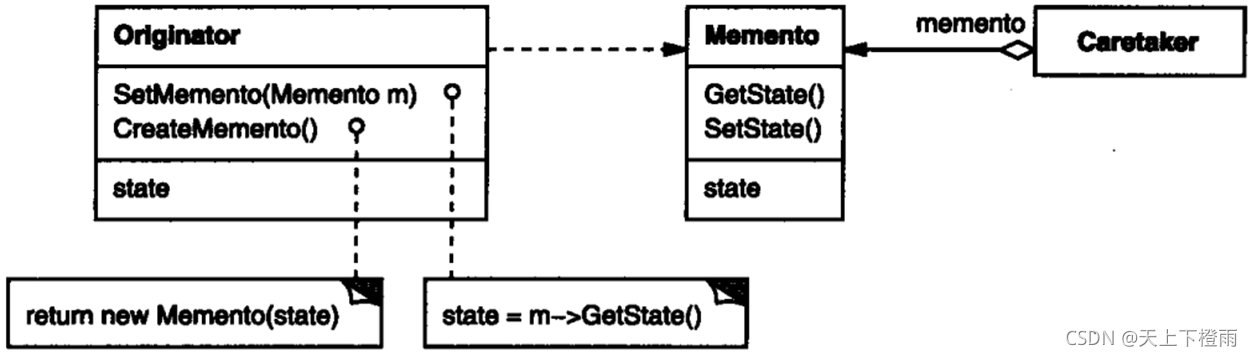 Originator
SetMemento(Memento m)
CreateMemento()
state
return new Memento(state)
state = m->GetState()
Memento
GetState()
SetState()
state
memento
Caretaker
CSDN @天上下橙雨